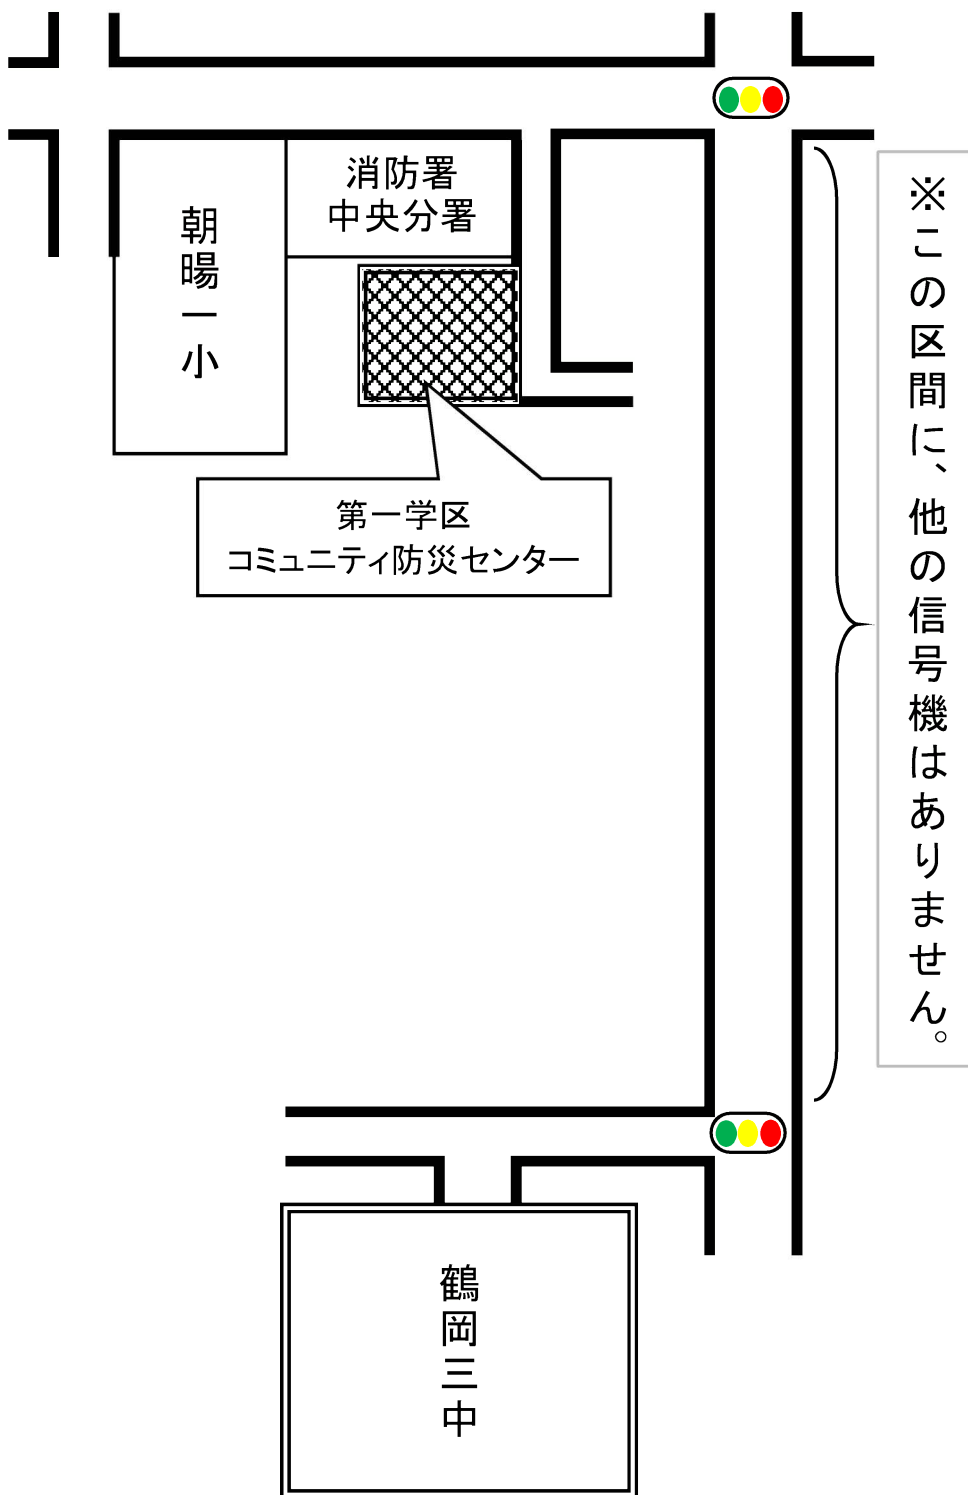 消防署
中央分署
朝暘一小
第一学区
コミュニティ防災センター
※この区間に、他の信号機はありません。
鶴岡三中